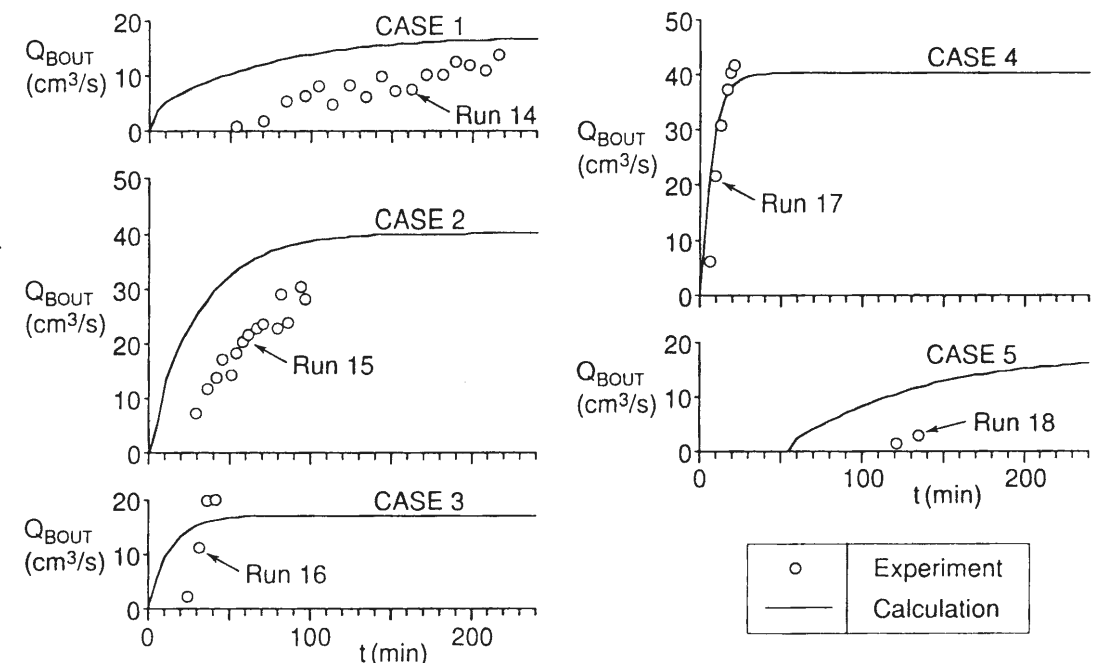 CASE 1
20
10
0
Q_BOUT
(cm³/s)
Run 14
CASE 2
50
40
30
20
10
0
Q_BOUT
(cm³/s)
Run 15
CASE 3
20
10
0
Q_BOUT
(cm³/s)
Run 16
0 100 200
t (min)
CASE 4
50
40
30
20
10
0
Q_BOUT
(cm³/s)
Run 17
CASE 5
20
10
0
Q_BOUT
(cm³/s)
Run 18
0 100 200
t (min)
Experiment
Calculation